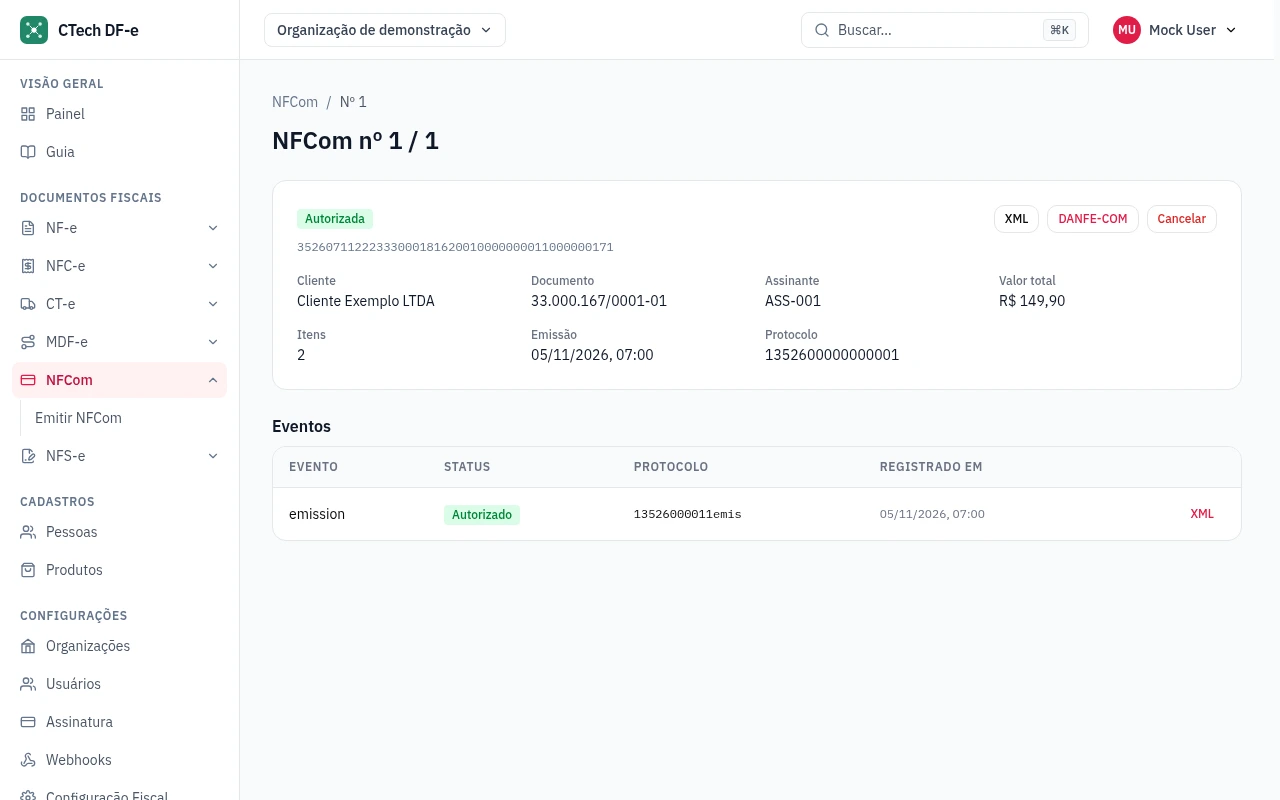 CTech DF-e
Organização de demonstração
Buscar...
⌘K
MU
Mock User
VISÃO GERAL
Painel
Guia
DOCUMENTOS FISCAIS
NF-e
NFC-e
CT-e
MDF-e
NFCom
Emitir NFCom
NFS-e
CADASTROS
Pessoas
Produtos
CONFIGURAÇÕES
Organizações
Usuários
Assinatura
Webhooks
Configuração Fiscal
NFCom / Nº 1
NFCom nº 1 / 1
Autorizada
XML
DANFE-COM
Cancelar
35260711222333000181620010000000011000000171
Cliente
Cliente Exemplo LTDA
Documento
33.000.167/0001-01
Assinante
ASS-001
Valor total
R$ 149,90
Itens
2
Emissão
05/11/2026, 07:00
Protocolo
1352600000000001
Eventos
EVENTO STATUS PROTOCOLO REGISTRADO EM
emission Autorizado 13526000011emis 05/11/2026, 07:00 XML